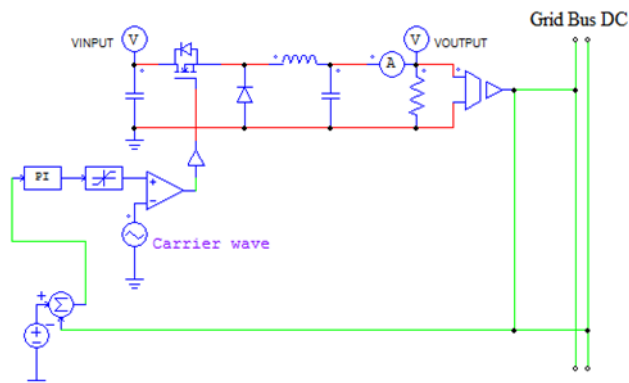 Grid Bus DC
VINPUT
V
V
VOUTPUT
A
PI
Carrier wave